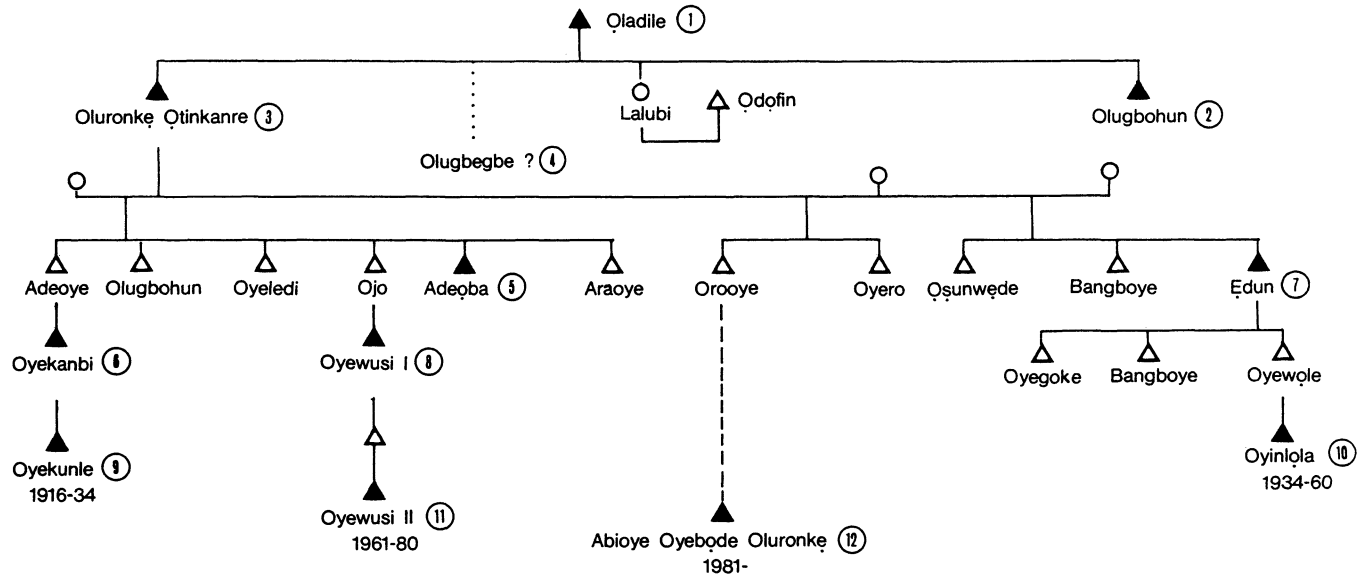 Ọladile 1
Oluronkẹ Ọtinkanre 3
Lalubi
Ọdọfin
Olugbohun 2
Olugbegbe ? 4
Adeoye
Olugbohun
Oyeledi
Ojo
Adeọba 5
Araoye
Orooye
Oyero
Ọṣunwẹde
Bangboye
Ẹdun 7
Oyekanbi 6
Oyewusi I 8
Oyegoke
Bangboye
Oyewọle
Oyekunle 9
1916-34
Oyinlọla 10
1934-60
Oyewusi II 11
1961-80
Abioye Oyebọde Oluronkẹ 12
1981-